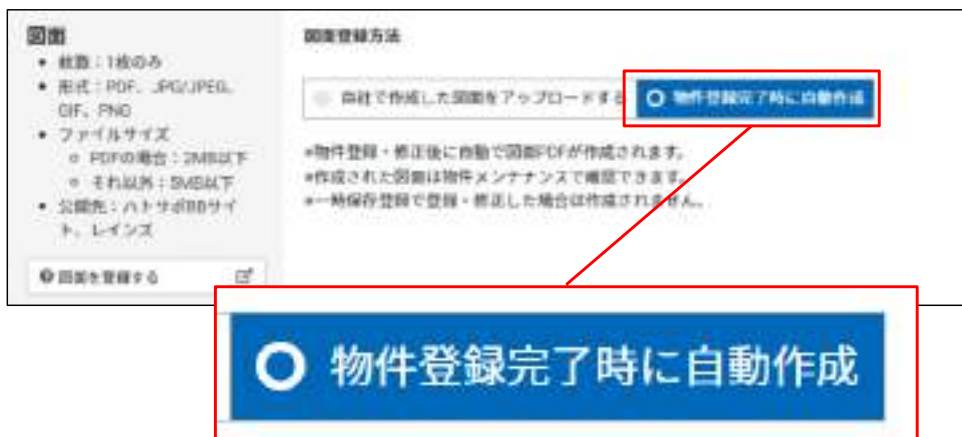 図面
• 枚数：1枚のみ
• 形式：PDF、JPG/JPEG、
GIF、PNG
• ファイルサイズ
○ PDFの場合：2MB以下
○ それ以外：5MB以下
• 公開先：ハトサポBBサイ
ト、レインズ
図面を登録する
図面登録方法
自社で作成した図面をアップロードする
物件登録完了時に自動作成
※物件登録・修正後に自動で図面PDFが作成されます。
※作成された図面は物件メンテナンスで確認できます。
※一時保存登録で登録・修正した場合は作成されません。
物件登録完了時に自動作成